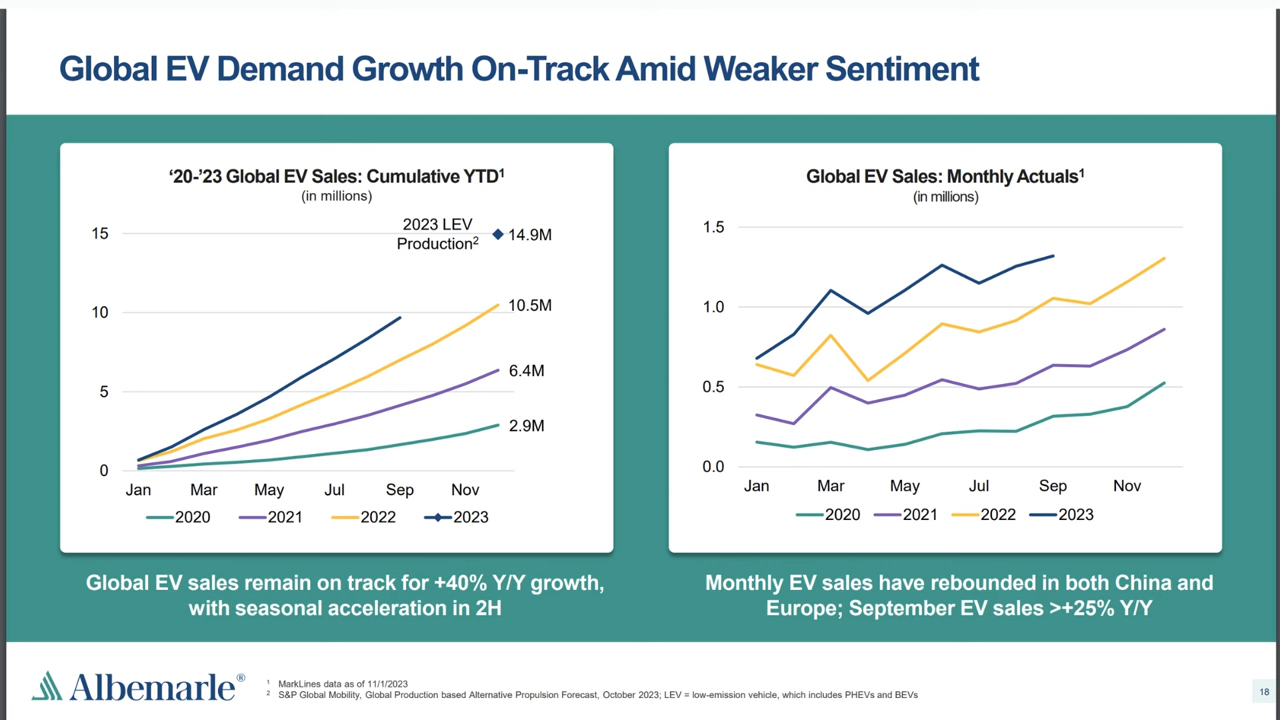 Global EV Demand Growth On-Track Amid Weaker Sentiment
‘20-’23 Global EV Sales: Cumulative YTD¹
(in millions)
2023 LEV
Production²
14.9M
10.5M
6.4M
2.9M
15
10
5
0
Jan Mar May Jul Sep Nov
2020 2021 2022 2023
Global EV sales remain on track for +40% Y/Y growth,
with seasonal acceleration in 2H
Global EV Sales: Monthly Actuals¹
(in millions)
1.5
1.0
0.5
0.0
Jan Mar May Jul Sep Nov
2020 2021 2022 2023
Monthly EV sales have rebounded in both China and
Europe; September EV sales >+25% Y/Y
Albemarle®
¹ MarkLines data as of 11/1/2023
² S&P Global Mobility, Global Production based Alternative Propulsion Forecast, October 2023; LEV = low-emission vehicle, which includes PHEVs and BEVs
18